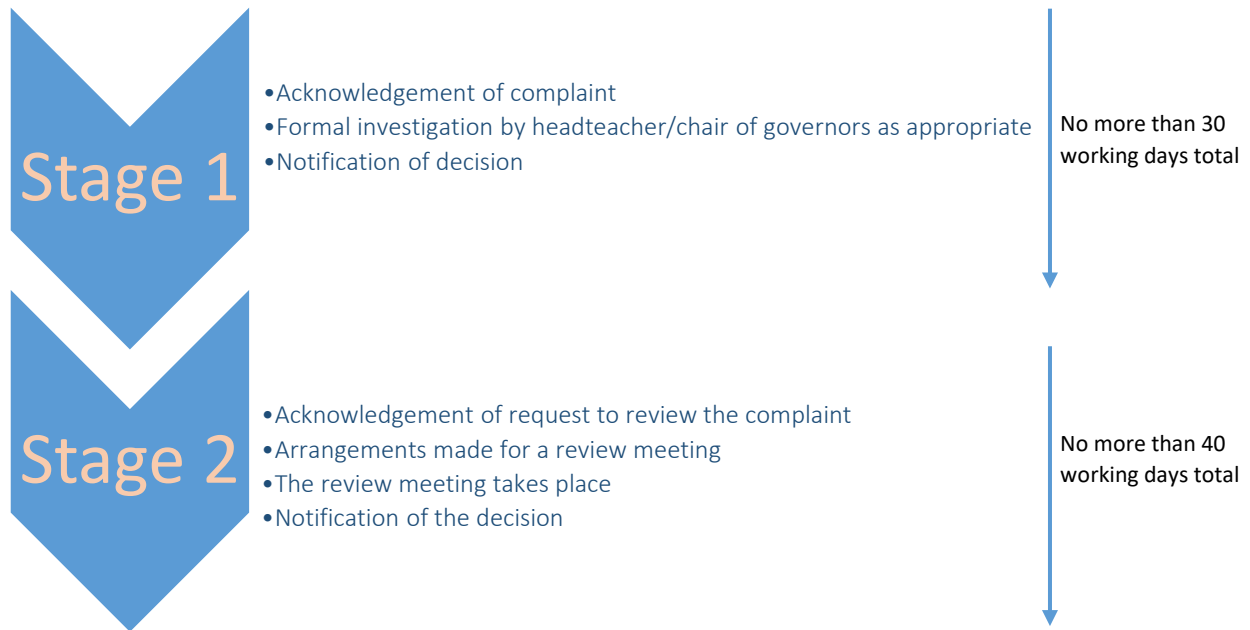 Stage 1
•Acknowledgement of complaint
•Formal investigation by headteacher/chair of governors as appropriate
•Notification of decision
No more than 30
working days total
Stage 2
•Acknowledgement of request to review the complaint
•Arrangements made for a review meeting
•The review meeting takes place
•Notification of the decision
No more than 40
working days total